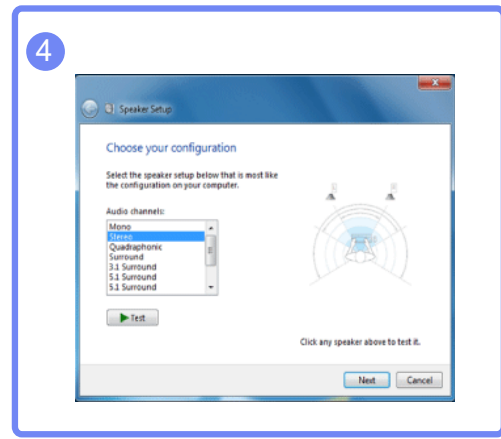 4
Speaker Setup
Choose your configuration
Select the speaker setup below that is most like
the configuration on your computer.
Audio channels:
Mono
Stereo
Quadraphonic
Surround
3.1 Surround
5.1 Surround
5.1 Surround
Test
Click any speaker above to test it.
Next Cancel